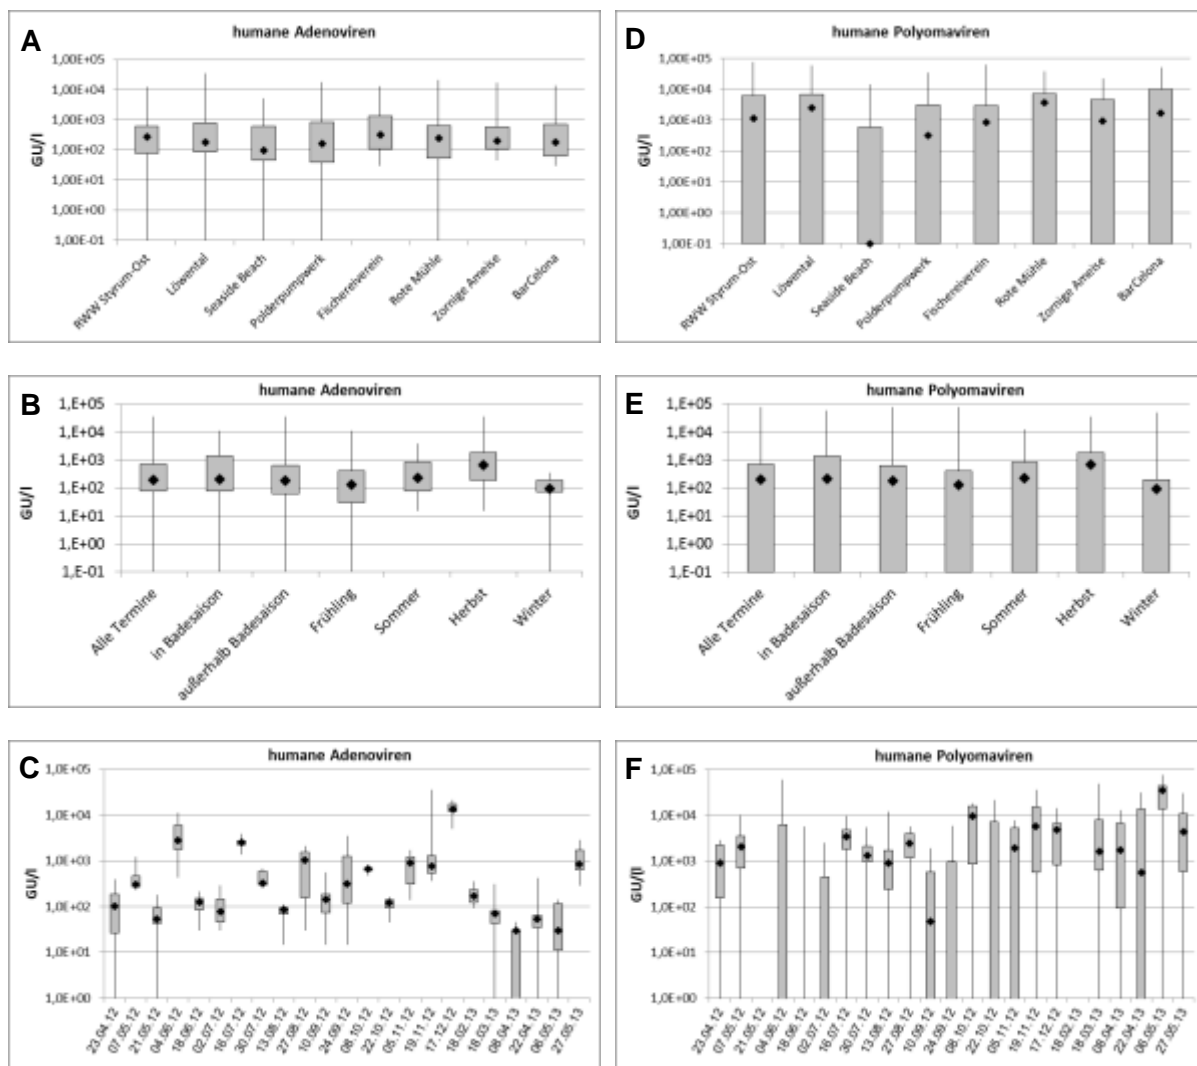 A
humane Adenoviren
GU/l
1,00E+05
1,00E+04
1,00E+03
1,00E+02
1,00E+01
1,00E+00
1,00E-01
RWW Styrum-Ost
Löwental
Seaside Beach
Polderpumpwerk
Fischereiverein
Rote Mühle
Zornige Ameise
BarCelona
D
humane Polyomaviren
GU/l
1,00E+05
1,00E+04
1,00E+03
1,00E+02
1,00E+01
1,00E+00
1,00E-01
RWW Styrum-Ost
Löwental
Seaside Beach
Polderpumpwerk
Fischereiverein
Rote Mühle
Zornige Ameise
BarCelona
B
humane Adenoviren
GU/l
1,E+05
1,E+04
1,E+03
1,E+02
1,E+01
1,E+00
1,E-01
Alle Termine
in Badesaison
außerhalb Badesaison
Frühling
Sommer
Herbst
Winter
E
humane Polyomaviren
GU/l
1,E+05
1,E+04
1,E+03
1,E+02
1,E+01
1,E+00
1,E-01
Alle Termine
in Badesaison
außerhalb Badesaison
Frühling
Sommer
Herbst
Winter
C
humane Adenoviren
GU/l
1,0E+05
1,0E+04
1,0E+03
1,0E+02
1,0E+01
1,0E+00
23.04.12
07.05.12
21.05.12
04.06.12
18.06.12
02.07.12
16.07.12
30.07.12
13.08.12
27.08.12
10.09.12
24.09.12
08.10.12
22.10.12
05.11.12
19.11.12
17.12.12
18.02.13
18.03.13
08.04.13
22.04.13
06.05.13
27.05.13
F
humane Polyomaviren
GU/l
1,0E+05
1,0E+04
1,0E+03
1,0E+02
1,0E+01
1,0E+00
23.04.12
07.05.12
21.05.12
04.06.12
18.06.12
02.07.12
16.07.12
30.07.12
13.08.12
27.08.12
10.09.12
24.09.12
08.10.12
22.10.12
05.11.12
19.11.12
17.12.12
18.02.13
18.03.13
08.04.13
22.04.13
06.05.13
27.05.13